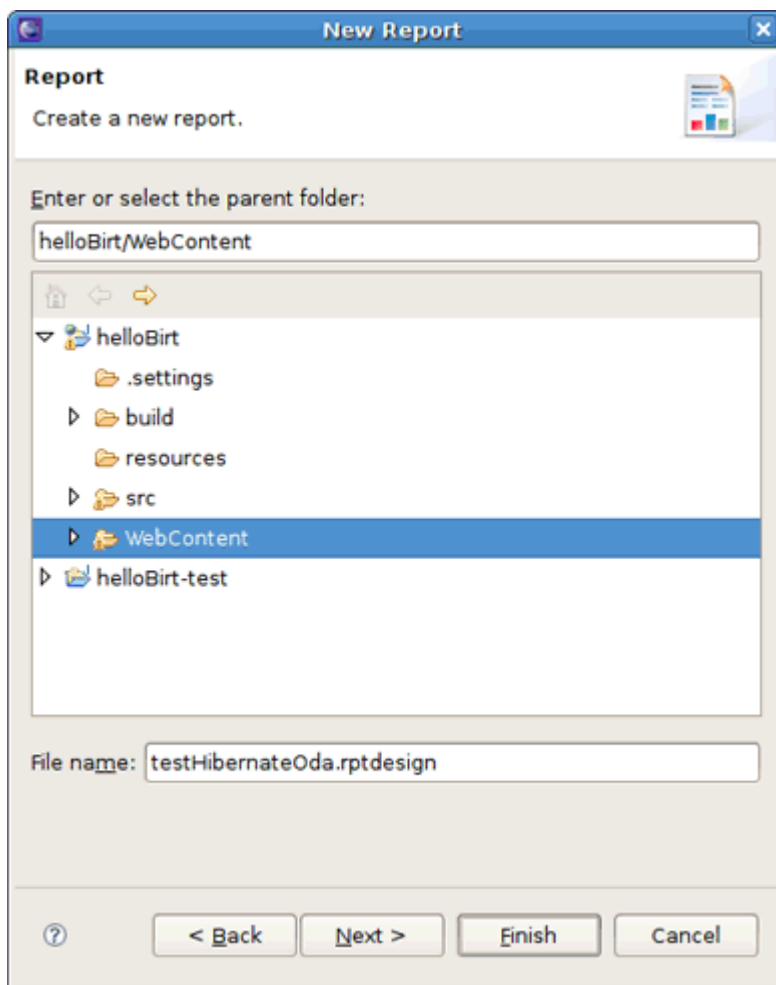 New Report
Report
Create a new report.
Enter or select the parent folder:
helloBirt/WebContent
helloBirt
.settings
build
resources
src
WebContent
helloBirt-test
File name: testHibernateOda.rptdesign
< Back Next > Finish Cancel